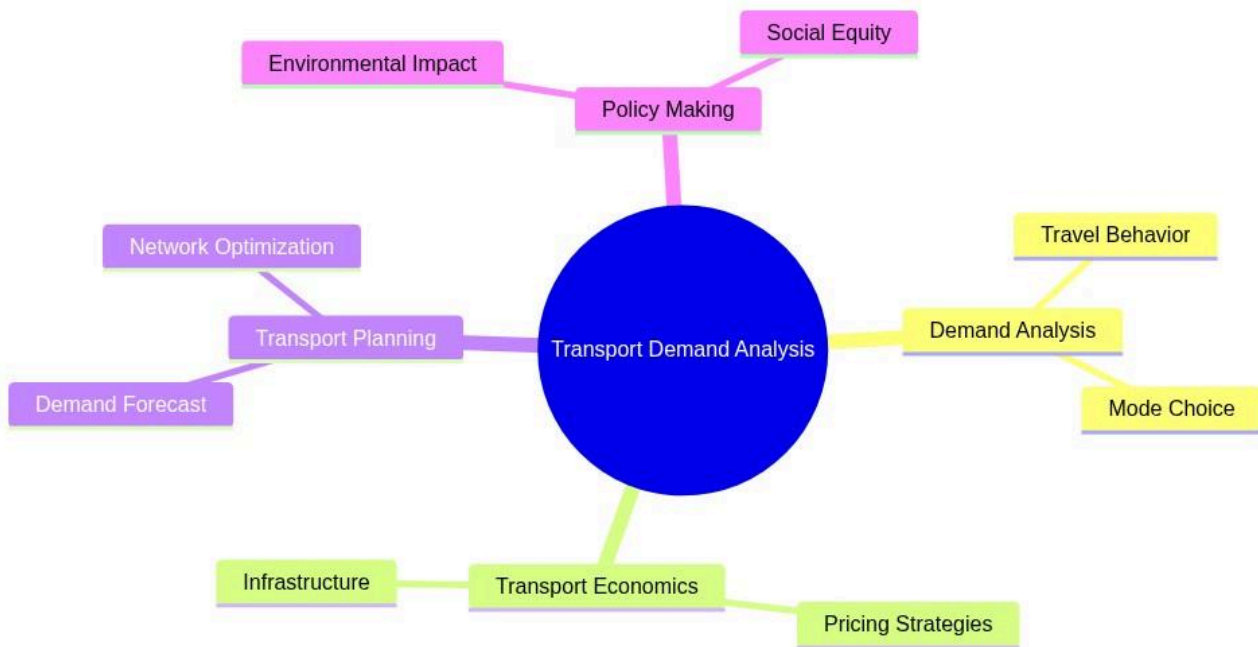 Social Equity
Environmental Impact
Policy Making
Travel Behavior
Network Optimization
Demand Analysis
Transport Planning
Transport Demand Analysis
Demand Forecast
Mode Choice
Infrastructure
Transport Economics
Pricing Strategies